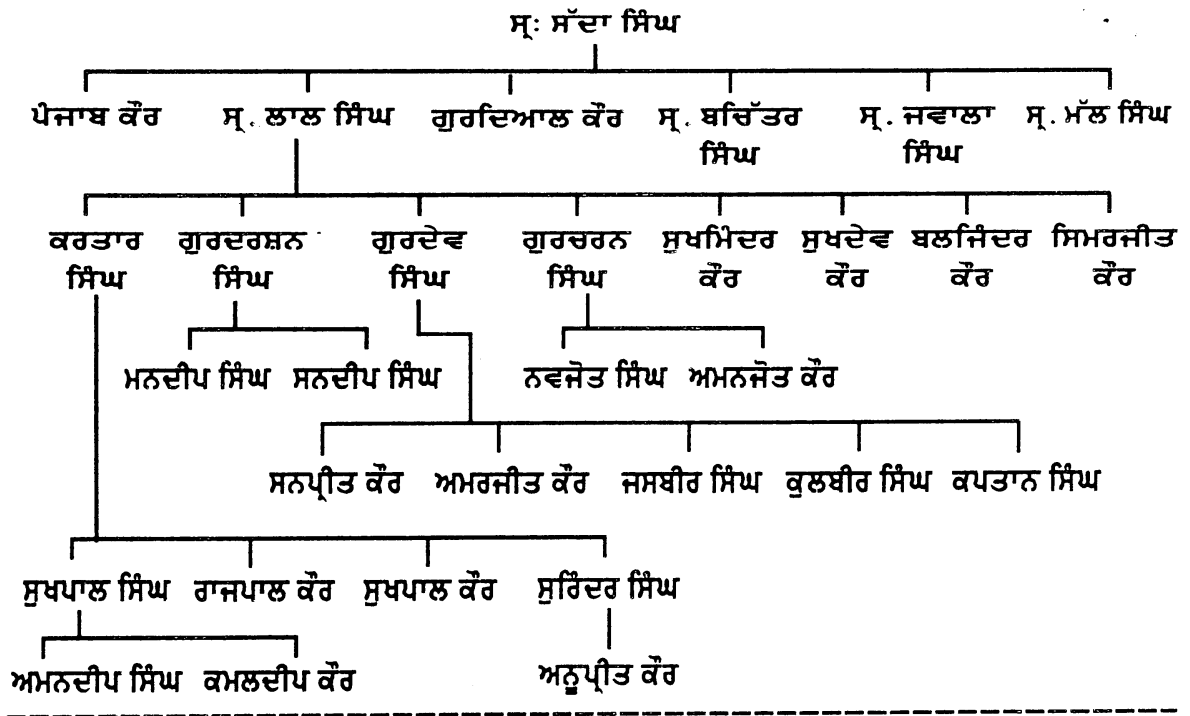 ਸ੍ਰ: ਸੱਦਾ ਸਿੰਘ
ਪੰਜਾਬ ਕੌਰ ਸ੍ਰ. ਲਾਲ ਸਿੰਘ ਗੁਰਦਿਆਲ ਕੌਰ ਸ੍ਰ. ਬਚਿੱਤਰ ਸ੍ਰ. ਜਵਾਲਾ ਸ੍ਰ. ਮੱਲ ਸਿੰਘ
ਸਿੰਘ ਸਿੰਘ
ਕਰਤਾਰ ਗੁਰਦਰਸ਼ਨ ਗੁਰਦੇਵ ਗੁਰਚਰਨ ਸੁਖਮਿੰਦਰ ਸੁਖਦੇਵ ਬਲਜਿੰਦਰ ਸਿਮਰਜੀਤ
ਸਿੰਘ ਸਿੰਘ ਸਿੰਘ ਸਿੰਘ ਕੌਰ ਕੌਰ ਕੌਰ ਕੌਰ
ਮਨਦੀਪ ਸਿੰਘ ਸਨਦੀਪ ਸਿੰਘ ਨਵਜੋਤ ਸਿੰਘ ਅਮਨਜੋਤ ਕੌਰ
ਸਨਪ੍ਰੀਤ ਕੌਰ ਅਮਰਜੀਤ ਕੌਰ ਜਸਬੀਰ ਸਿੰਘ ਕੁਲਬੀਰ ਸਿੰਘ ਕਪਤਾਨ ਸਿੰਘ
ਸੁਖਪਾਲ ਸਿੰਘ ਰਾਜਪਾਲ ਕੌਰ ਸੁਖਪਾਲ ਕੌਰ ਸੁਰਿੰਦਰ ਸਿੰਘ
ਅਮਨਦੀਪ ਸਿੰਘ ਕਮਲਦੀਪ ਕੌਰ ਅਨੂਪ੍ਰੀਤ ਕੌਰ